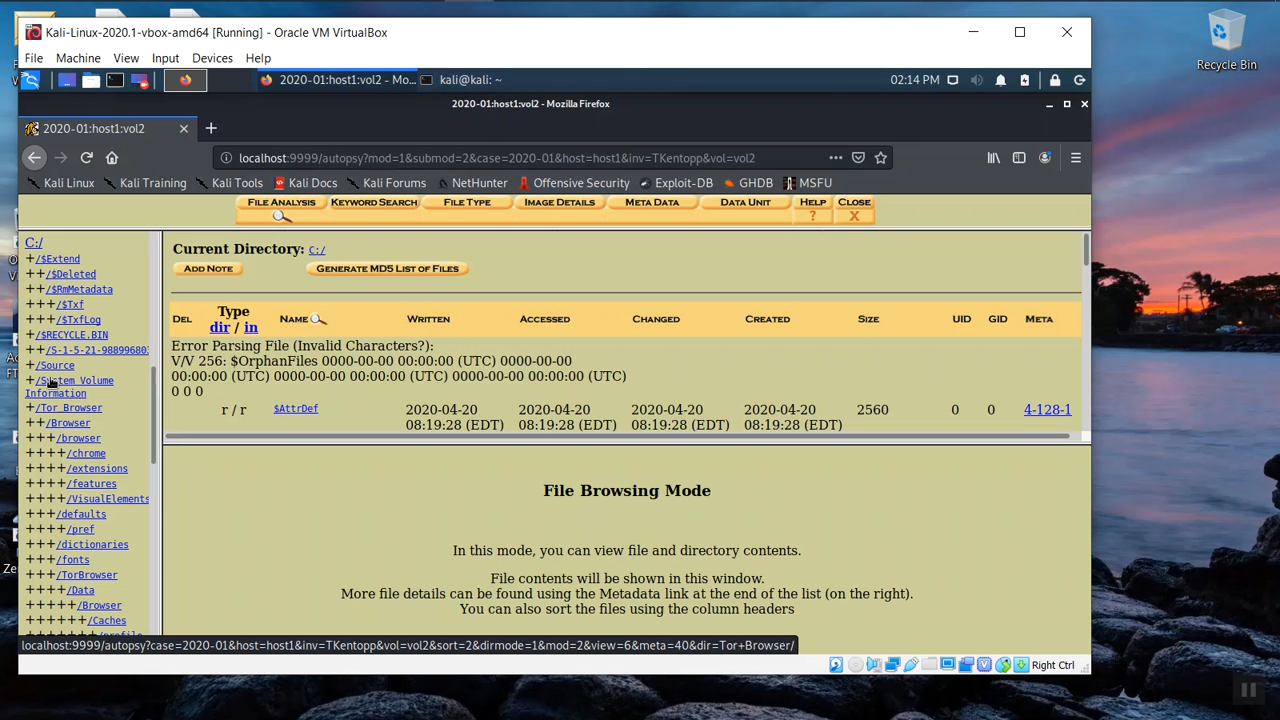 Kali-Linux-2020.1-vbox-amd64 [Running] - Oracle VM VirtualBox
Recycle Bin
File Machine View Input Devices Help
2020-01:host1:vol2 - Mo... kali@kali: ~ 02:14 PM
2020-01:host1:vol2 - Mozilla Firefox
2020-01:host1:vol2
localhost:9999/autopsy?mod=1&submod=2&case=2020-01&host=host1&inv=TKentopp&vol=vol2
Kali Linux Kali Training Kali Tools Kali Docs Kali Forums NetHunter Offensive Security Exploit-DB GHDB MSFU
FILE ANALYSIS KEYWORD SEARCH FILE TYPE IMAGE DETAILS META DATA DATA UNIT HELP CLOSE
? X
C:/
+/$Extend
++/$Deleted
++/$RmMetadata
+++/$Txf
+++/$TxfLog
+/$RECYCLE.BIN
++/S-1-5-21-98899680
+/Source
+/System Volume
Information
+/Tor Browser
++/Browser
+++/browser
++++/chrome
++++/extensions
++++/features
++++/VisualElements
+++/defaults
++++/pref
+++/dictionaries
+++/fonts
+++/TorBrowser
++++/Data
+++++/Browser
++++++/Caches
Current Directory: C:/
ADD NOTE GENERATE MD5 LIST OF FILES
DEL Type NAME WRITTEN ACCESSED CHANGED CREATED SIZE UID GID META
dir / in
Error Parsing File (Invalid Characters?):
V/V 256: $OrphanFiles 0000-00-00 00:00:00 (UTC) 0000-00-00
00:00:00 (UTC) 0000-00-00 00:00:00 (UTC) 0000-00-00 00:00:00 (UTC)
0 0 0
r / r $AttrDef 2020-04-20 2020-04-20 2020-04-20 2020-04-20 2560 0 0 4-128-1
08:19:28 (EDT) 08:19:28 (EDT) 08:19:28 (EDT) 08:19:28 (EDT)
File Browsing Mode
In this mode, you can view file and directory contents.
File contents will be shown in this window.
More file details can be found using the Metadata link at the end of the list (on the right).
You can also sort the files using the column headers
localhost:9999/autopsy?case=2020-01&host=host1&inv=TKentopp&vol=vol2&sort=2&dirmode=1&mod=2&view=6&meta=40&dir=Tor+Browser/
Right Ctrl